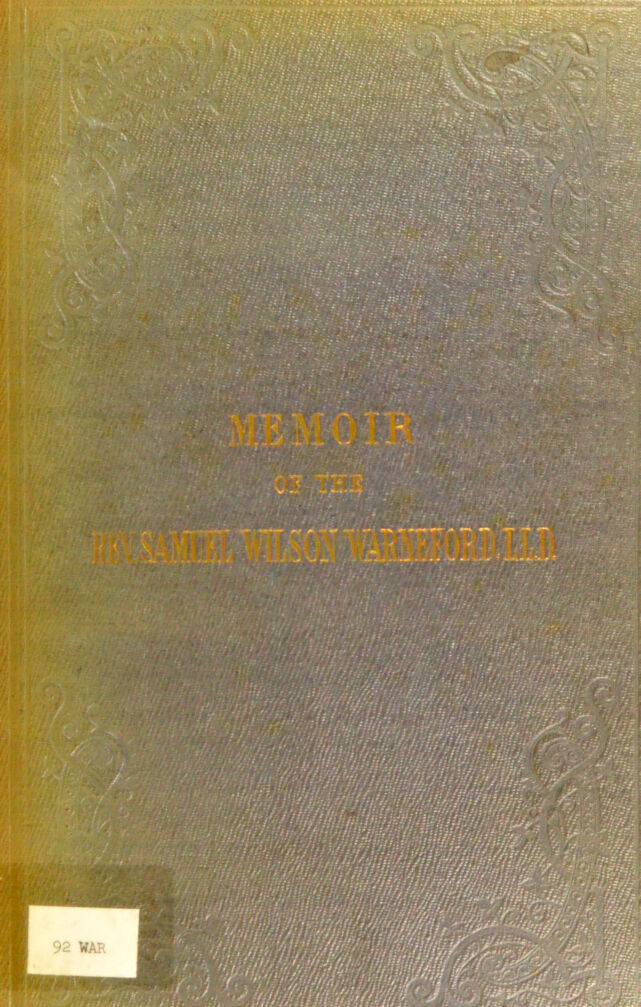 MEMOIR
OF THE
REV. SAMUEL WILSON WARNEFORD, LL.D.
92 WAR